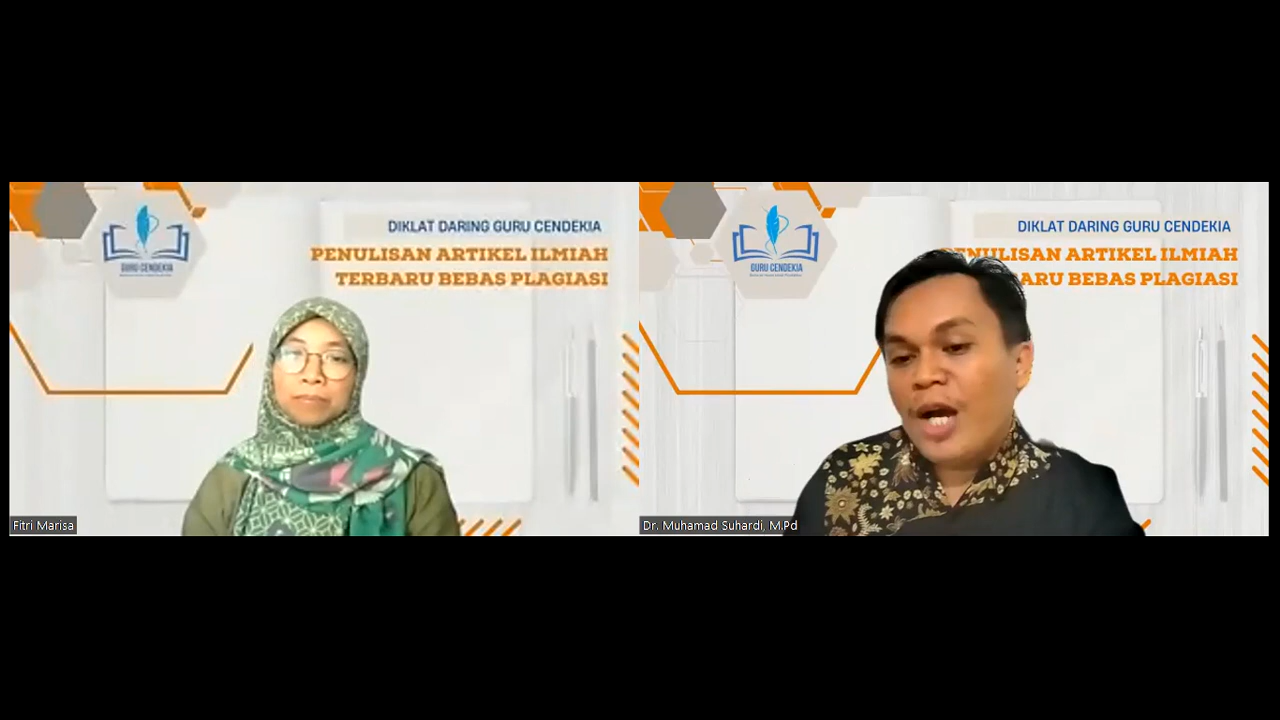 DIKLAT DARING GURU CENDEKIA
PENULISAN ARTIKEL ILMIAH
TERBARU BEBAS PLAGIASI
GURU CENDEKIA
Fitri Marisa
DIKLAT DARING GURU CENDEKIA
PENULISAN ARTIKEL ILMIAH
ARU BEBAS PLAGIASI
GURU CENDEKIA
Dr. Muhamad Suhardi, M.Pd